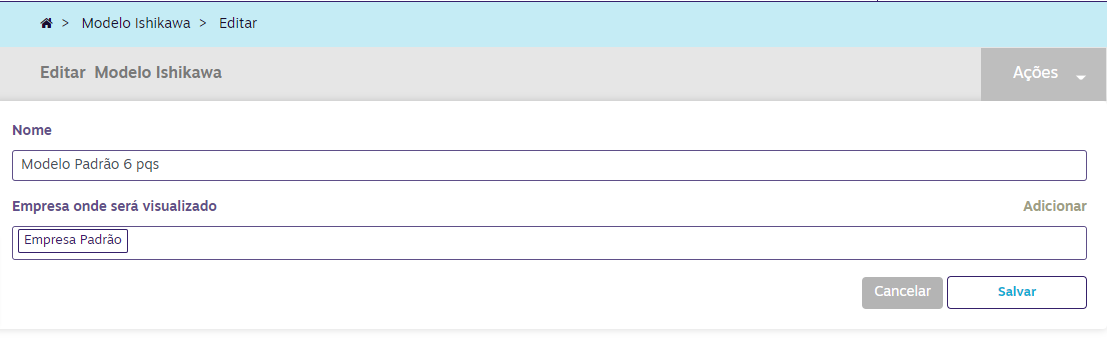 > Modelo Ishikawa > Editar
Editar Modelo Ishikawa
Ações
Nome
Modelo Padrão 6 pqs
Empresa onde será visualizado
Adicionar
Empresa Padrão
Cancelar
Salvar